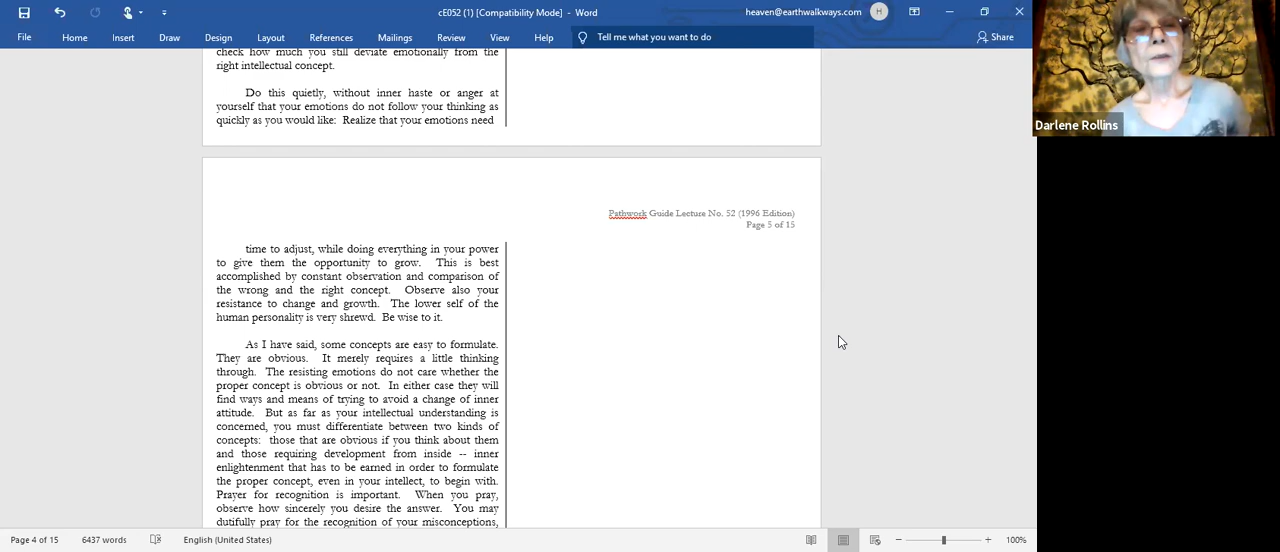 cE052 (1) [Compatibility Mode] - Word
heaven@earthwalkways.com
H
File Home Insert Draw Design Layout References Mailings Review View Help Tell me what you want to do Share
check how much you still deviate emotionally from the
right intellectual concept.
Do this quietly, without inner haste or anger at
yourself that your emotions do not follow your thinking as
quickly as you would like: Realize that your emotions need
Pathwork Guide Lecture No. 52 (1996 Edition)
Page 5 of 15
time to adjust, while doing everything in your power
to give them the opportunity to grow. This is best
accomplished by constant observation and comparison of
the wrong and the right concept. Observe also your
resistance to change and growth. The lower self of the
human personality is very shrewd. Be wise to it.
As I have said, some concepts are easy to formulate.
They are obvious. It merely requires a little thinking
through. The resisting emotions do not care whether the
proper concept is obvious or not. In either case they will
find ways and means of trying to avoid a change of inner
attitude. But as far as your intellectual understanding is
concerned, you must differentiate between two kinds of
concepts: those that are obvious if you think about them
and those requiring development from inside -- inner
enlightenment that has to be earned in order to formulate
the proper concept, even in your intellect, to begin with.
Prayer for recognition is important. When you pray,
observe how sincerely you desire the answer. You may
dutifully pray for the recognition of your misconceptions,
Page 4 of 15 6437 words English (United States) 100%
Darlene Rollins